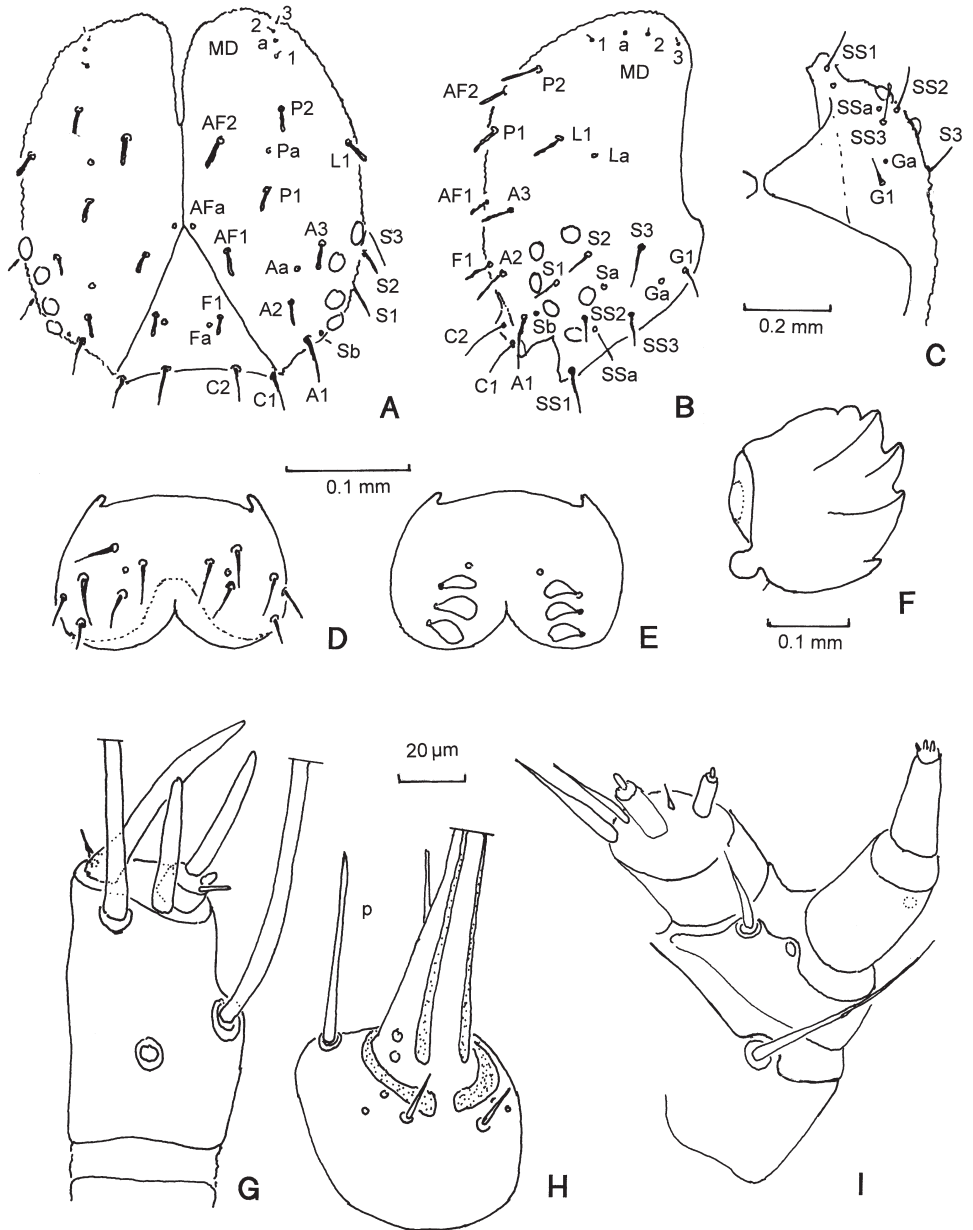 3
2
a
1
MD
P2
AF2
Pa
L1
P1
AFa
AF1
A3
S3
Aa
S2
F1
A2
S1
Fa
Sb
C2
C1
A1
A
1
a
2
3
MD
P2
AF2
P1
L1
La
AF1
A3
F1
A2
S2
S3
G1
S1
Sa
Ga
C2
Sb
SS2
SS3
C1
A1
SSa
SS1
B
SS1
SS2
SSa
SS3
S3
Ga
G1
0.2 mm
C
0.1 mm
D
E
F
0.1 mm
20 µm
p
G
H
I